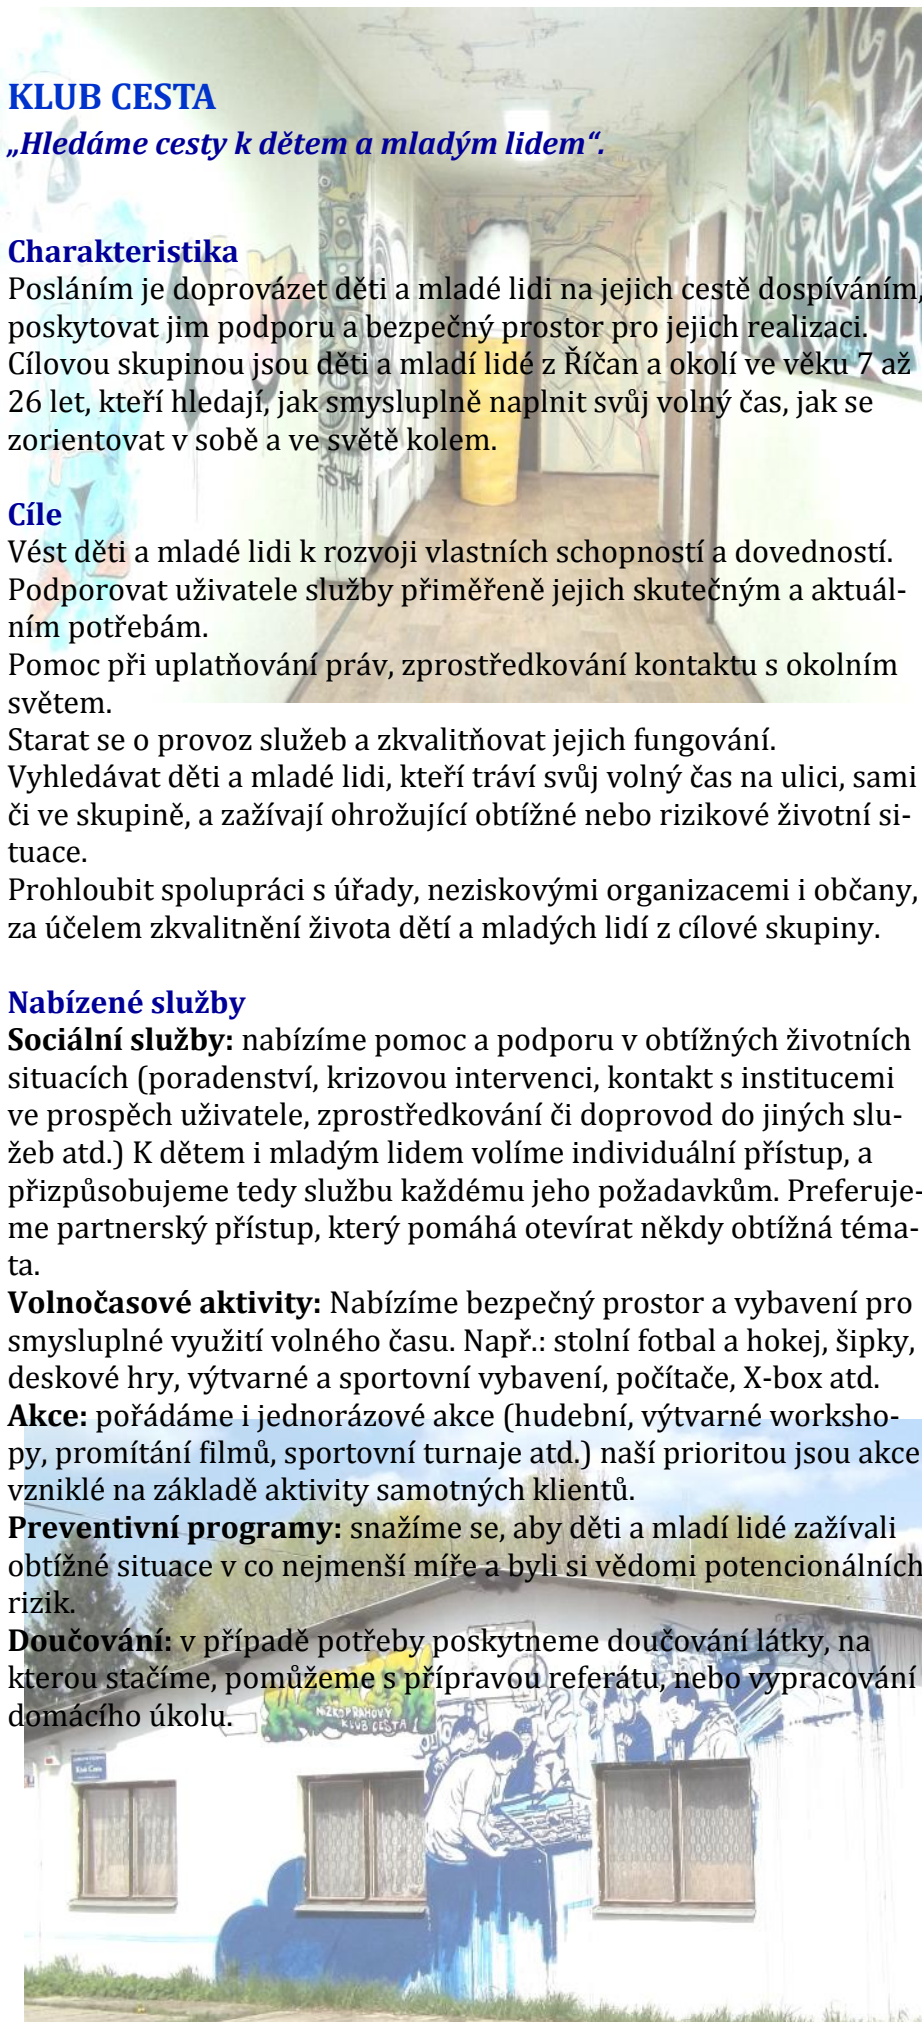 KLUB CESTA
„Hledáme cesty k dětem a mladým lidem“.
Charakteristika
Posláním je doprovázet děti a mladé lidi na jejich cestě dospíváním,
poskytovat jim podporu a bezpečný prostor pro jejich realizaci.
Cílovou skupinou jsou děti a mladí lidé z Říčan a okolí ve věku 7 až
26 let, kteří hledají, jak smysluplně naplnit svůj volný čas, jak se
zorientovat v sobě a ve světě kolem.
Cíle
Vést děti a mladé lidi k rozvoji vlastních schopností a dovedností.
Podporovat uživatele služby přiměřeně jejich skutečným a aktuál-
ním potřebám.
Pomoc při uplatňování práv, zprostředkování kontaktu s okolním
světem.
Starat se o provoz služeb a zkvalitňovat jejich fungování.
Vyhledávat děti a mladé lidi, kteří tráví svůj volný čas na ulici, sami
či ve skupině, a zažívají ohrožující obtížné nebo rizikové životní si-
tuace.
Prohloubit spolupráci s úřady, neziskovými organizacemi i občany,
za účelem zkvalitnění života dětí a mladých lidí z cílové skupiny.
Nabízené služby
Sociální služby: nabízíme pomoc a podporu v obtížných životních
situacích (poradenství, krizovou intervenci, kontakt s institucemi
ve prospěch uživatele, zprostředkování či doprovod do jiných slu-
žeb atd.) K dětem i mladým lidem volíme individuální přístup, a
přizpůsobujeme tedy službu každému jeho požadavkům. Preferuje-
me partnerský přístup, který pomáhá otevírat někdy obtížná téma-
ta.
Volnočasové aktivity: Nabízíme bezpečný prostor a vybavení pro
smysluplné využití volného času. Např.: stolní fotbal a hokej, šipky,
deskové hry, výtvarné a sportovní vybavení, počítače, X-box atd.
Akce: pořádáme i jednorázové akce (hudební, výtvarné worksho-
py, promítání filmů, sportovní turnaje atd.) naší prioritou jsou akce
vzniklé na základě aktivity samotných klientů.
Preventivní programy: snažíme se, aby děti a mladí lidé zažívali
obtížné situace v co nejmenší míře a byli si vědomi potencionálních
rizik.
Doučování: v případě potřeby poskytneme doučování látky, na
kterou stačíme, pomůžeme s přípravou referátu, nebo vypracování
domácího úkolu.
NÍZKOPRAHOVÝ
KLUB CESTA
Klub Cesta